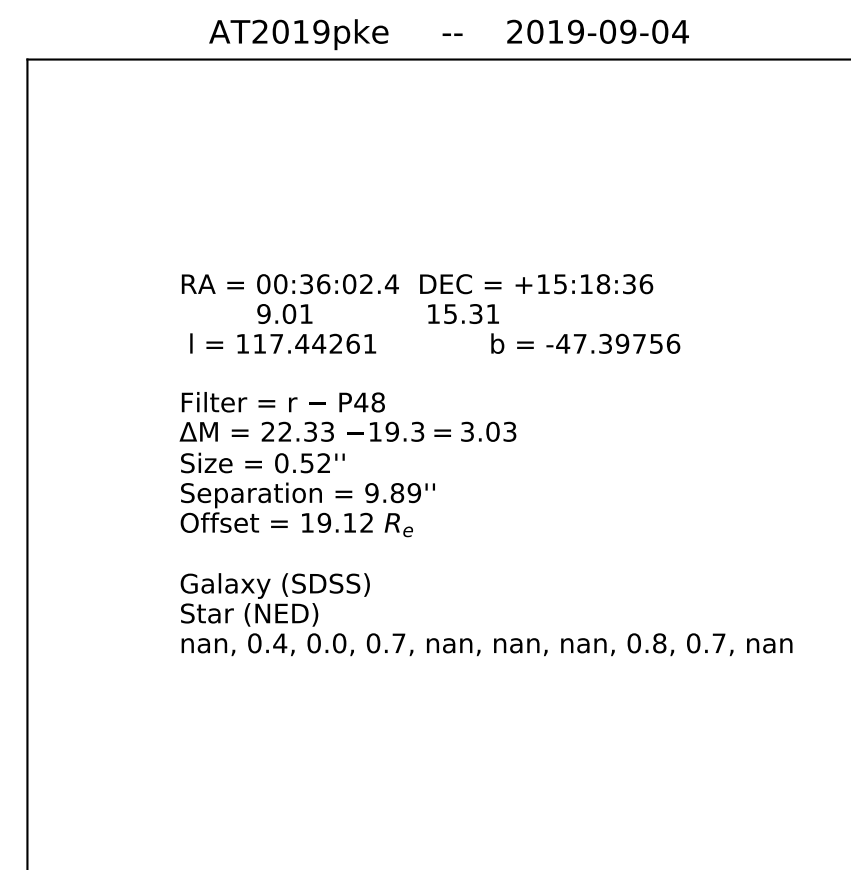 AT2019pke -- 2019-09-04
RA = 00:36:02.4 DEC = +15:18:36
9.01 15.31
l = 117.44261 b = -47.39756
Filter = r − P48
ΔM = 22.33 −19.3 = 3.03
Size = 0.52''
Separation = 9.89''
Offset = 19.12 Re
Galaxy (SDSS)
Star (NED)
nan, 0.4, 0.0, 0.7, nan, nan, nan, 0.8, 0.7, nan